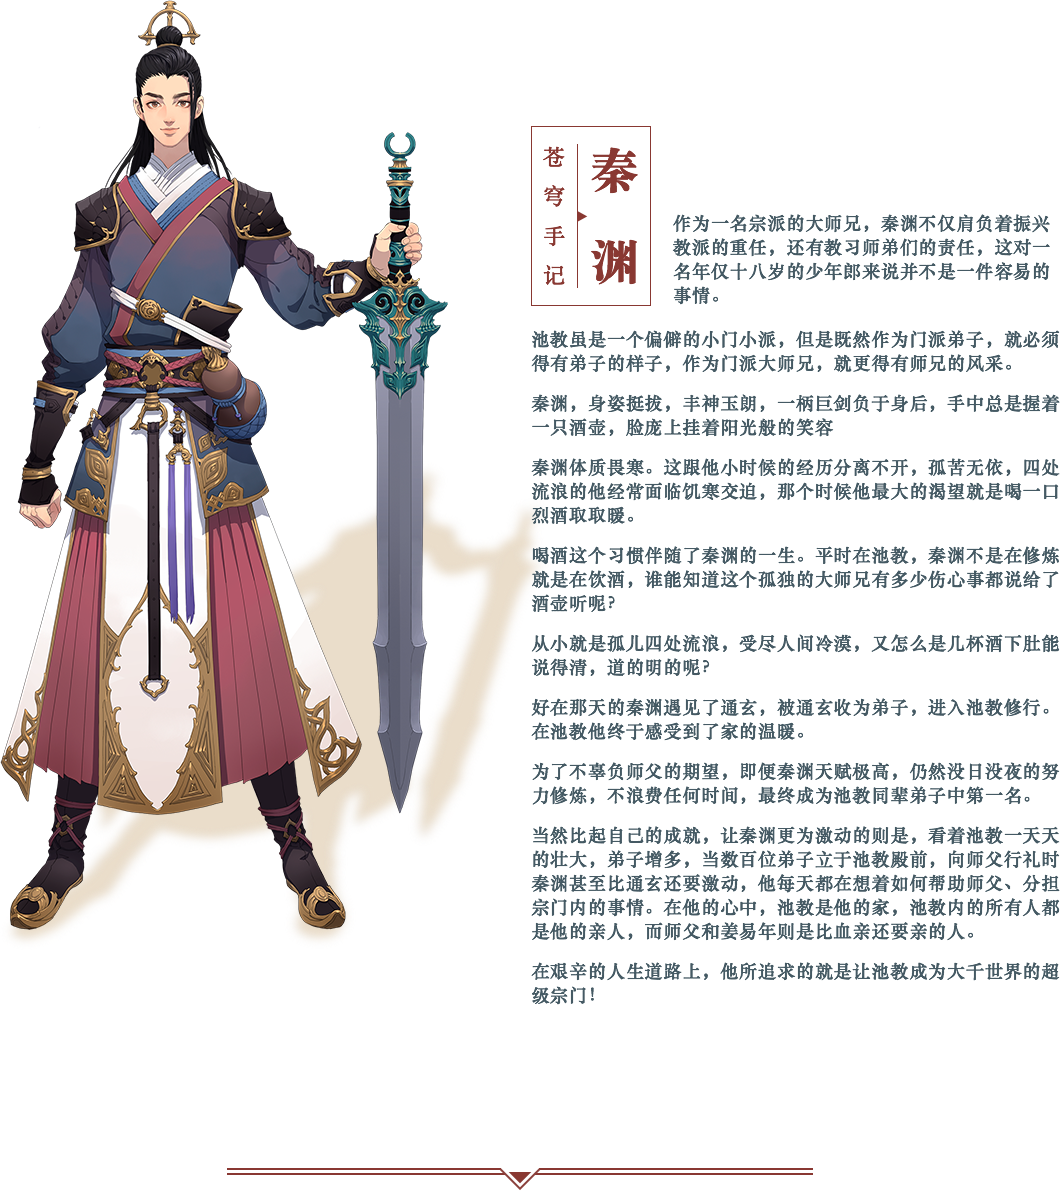 秦渊
苍穹手记
作为一名宗派的大师兄，秦渊不仅肩负着振兴
教派的重任，还有教习师弟们的责任，这对一
名年仅十八岁的少年郎来说并不是一件容易的
事情。
池教虽是一个偏僻的小门小派，但是既然作为门派弟子，就必须
得有弟子的样子，作为门派大师兄，就更得有师兄的风采。
秦渊，身姿挺拔，丰神玉朗，一柄巨剑负于身后，手中总是握着
一只酒壶，脸庞上挂着阳光般的笑容
秦渊体质畏寒。这跟他小时候的经历分离不开，孤苦无依，四处
流浪的他经常面临饥寒交迫，那个时候他最大的渴望就是喝一口
烈酒取取暖。
喝酒这个习惯伴随了秦渊的一生。平时在池教，秦渊不是在修炼
就是在饮酒，谁能知道这个孤独的大师兄有多少伤心事都说给了
酒壶听呢？
从小就是孤儿四处流浪，受尽人间冷漠，又怎么是几杯酒下肚能
说得清，道的明的呢？
好在那天的秦渊遇见了通玄，被通玄收为弟子，进入池教修行。
在池教他终于感受到了家的温暖。
为了不辜负师父的期望，即便秦渊天赋极高，仍然没日没夜的努
力修炼，不浪费任何时间，最终成为池教同辈弟子中第一名。
当然比起自己的成就，让秦渊更为激动的则是，看着池教一天天
的壮大，弟子增多，当数百位弟子立于池教殿前，向师父行礼时
秦渊甚至比通玄还要激动，他每天都在想着如何帮助师父、分担
宗门内的事情。在他的心中，池教是他的家，池教内的所有人都
是他的亲人，而师父和姜易年则是比血亲还要亲的人。
在艰辛的人生道路上，他所追求的就是让池教成为大千世界的超
级宗门！